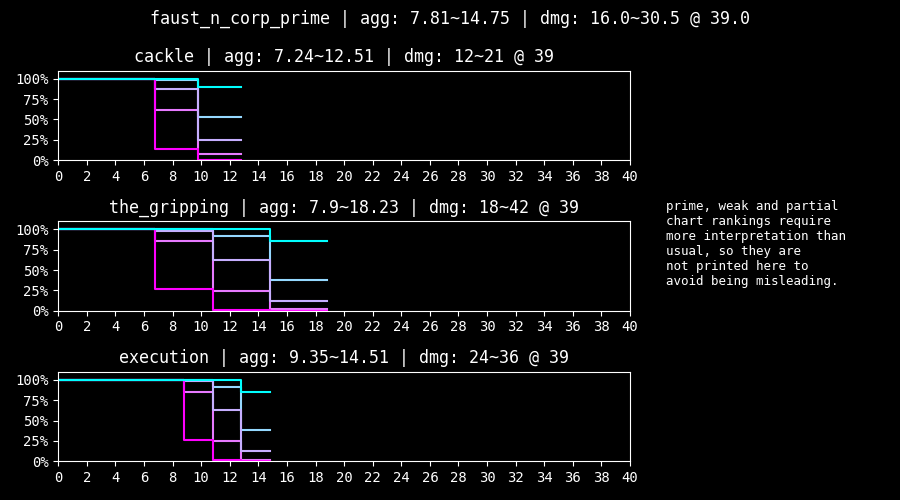 faust_n_corp_prime | agg: 7.81~14.75 | dmg: 16.0~30.5 @ 39.0
cackle | agg: 7.24~12.51 | dmg: 12~21 @ 39
100%
75%
50%
25%
0%
0 2 4 6 8 10 12 14 16 18 20 22 24 26 28 30 32 34 36 38 40
the_gripping | agg: 7.9~18.23 | dmg: 18~42 @ 39
100%
75%
50%
25%
0%
0 2 4 6 8 10 12 14 16 18 20 22 24 26 28 30 32 34 36 38 40
prime, weak and partial
chart rankings require
more interpretation than
usual, so they are
not printed here to
avoid being misleading.
execution | agg: 9.35~14.51 | dmg: 24~36 @ 39
100%
75%
50%
25%
0%
0 2 4 6 8 10 12 14 16 18 20 22 24 26 28 30 32 34 36 38 40